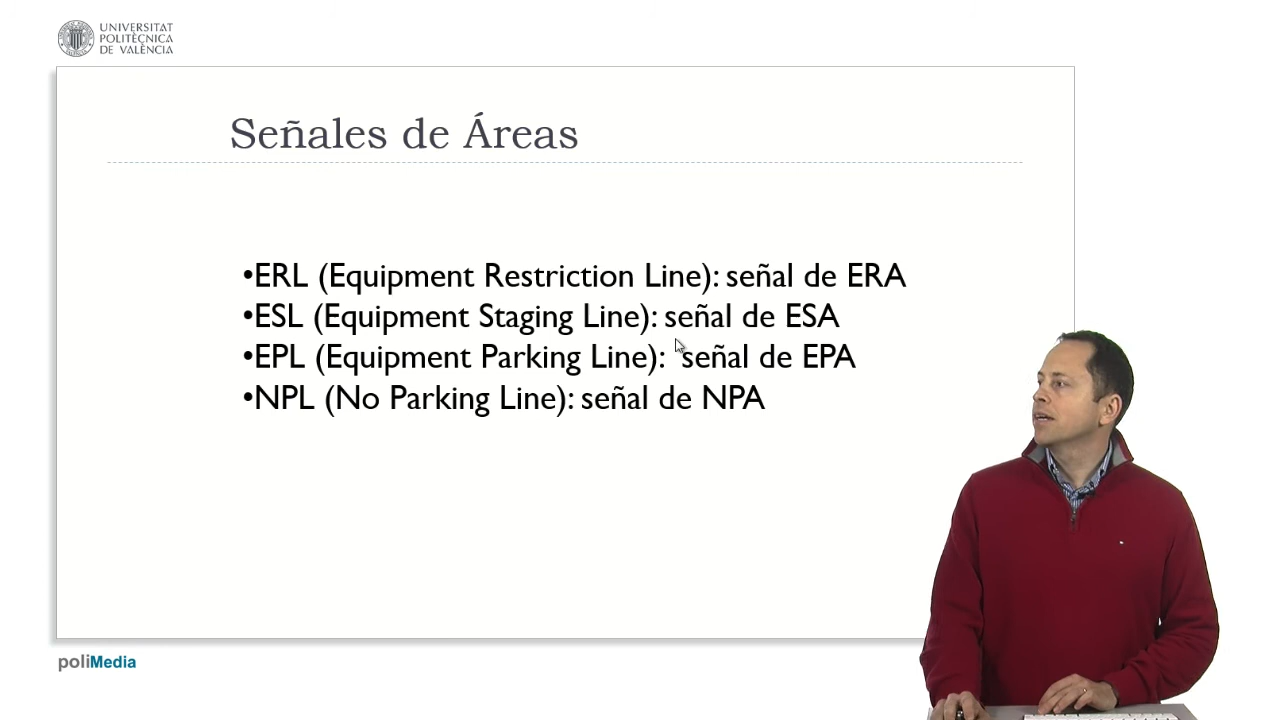 UNIVERSITAT
POLITÈCNICA
DE VALÈNCIA
Señales de Áreas
•ERL (Equipment Restriction Line): señal de ERA
•ESL (Equipment Staging Line): señal de ESA
•EPL (Equipment Parking Line): señal de EPA
•NPL (No Parking Line): señal de NPA
poliMedia